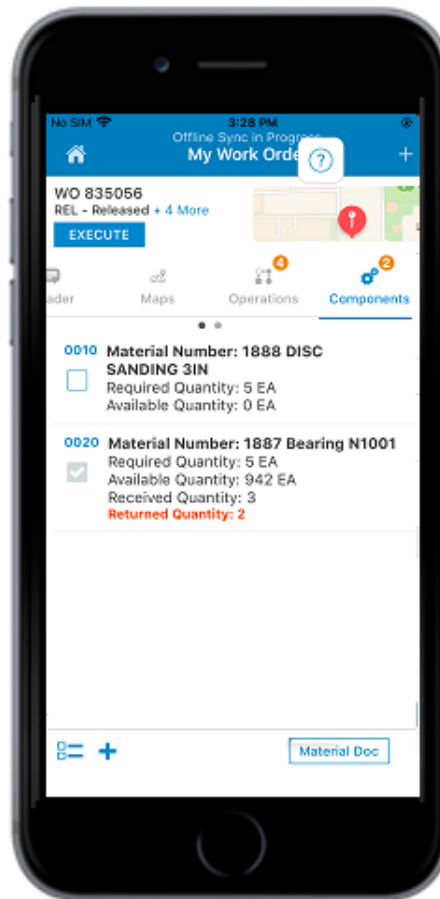 No SIM 3:28 PM
Offline Sync in Progress
My Work Orde
?
+
WO 835056
REL - Released + 4 More
EXECUTE
4
2
ader
Maps
Operations
Components
0010 Material Number: 1888 DISC
SANDING 3IN
Required Quantity: 5 EA
Available Quantity: 0 EA
0020 Material Number: 1887 Bearing N1001
Required Quantity: 5 EA
Available Quantity: 942 EA
Received Quantity: 3
Returned Quantity: 2
Material Doc